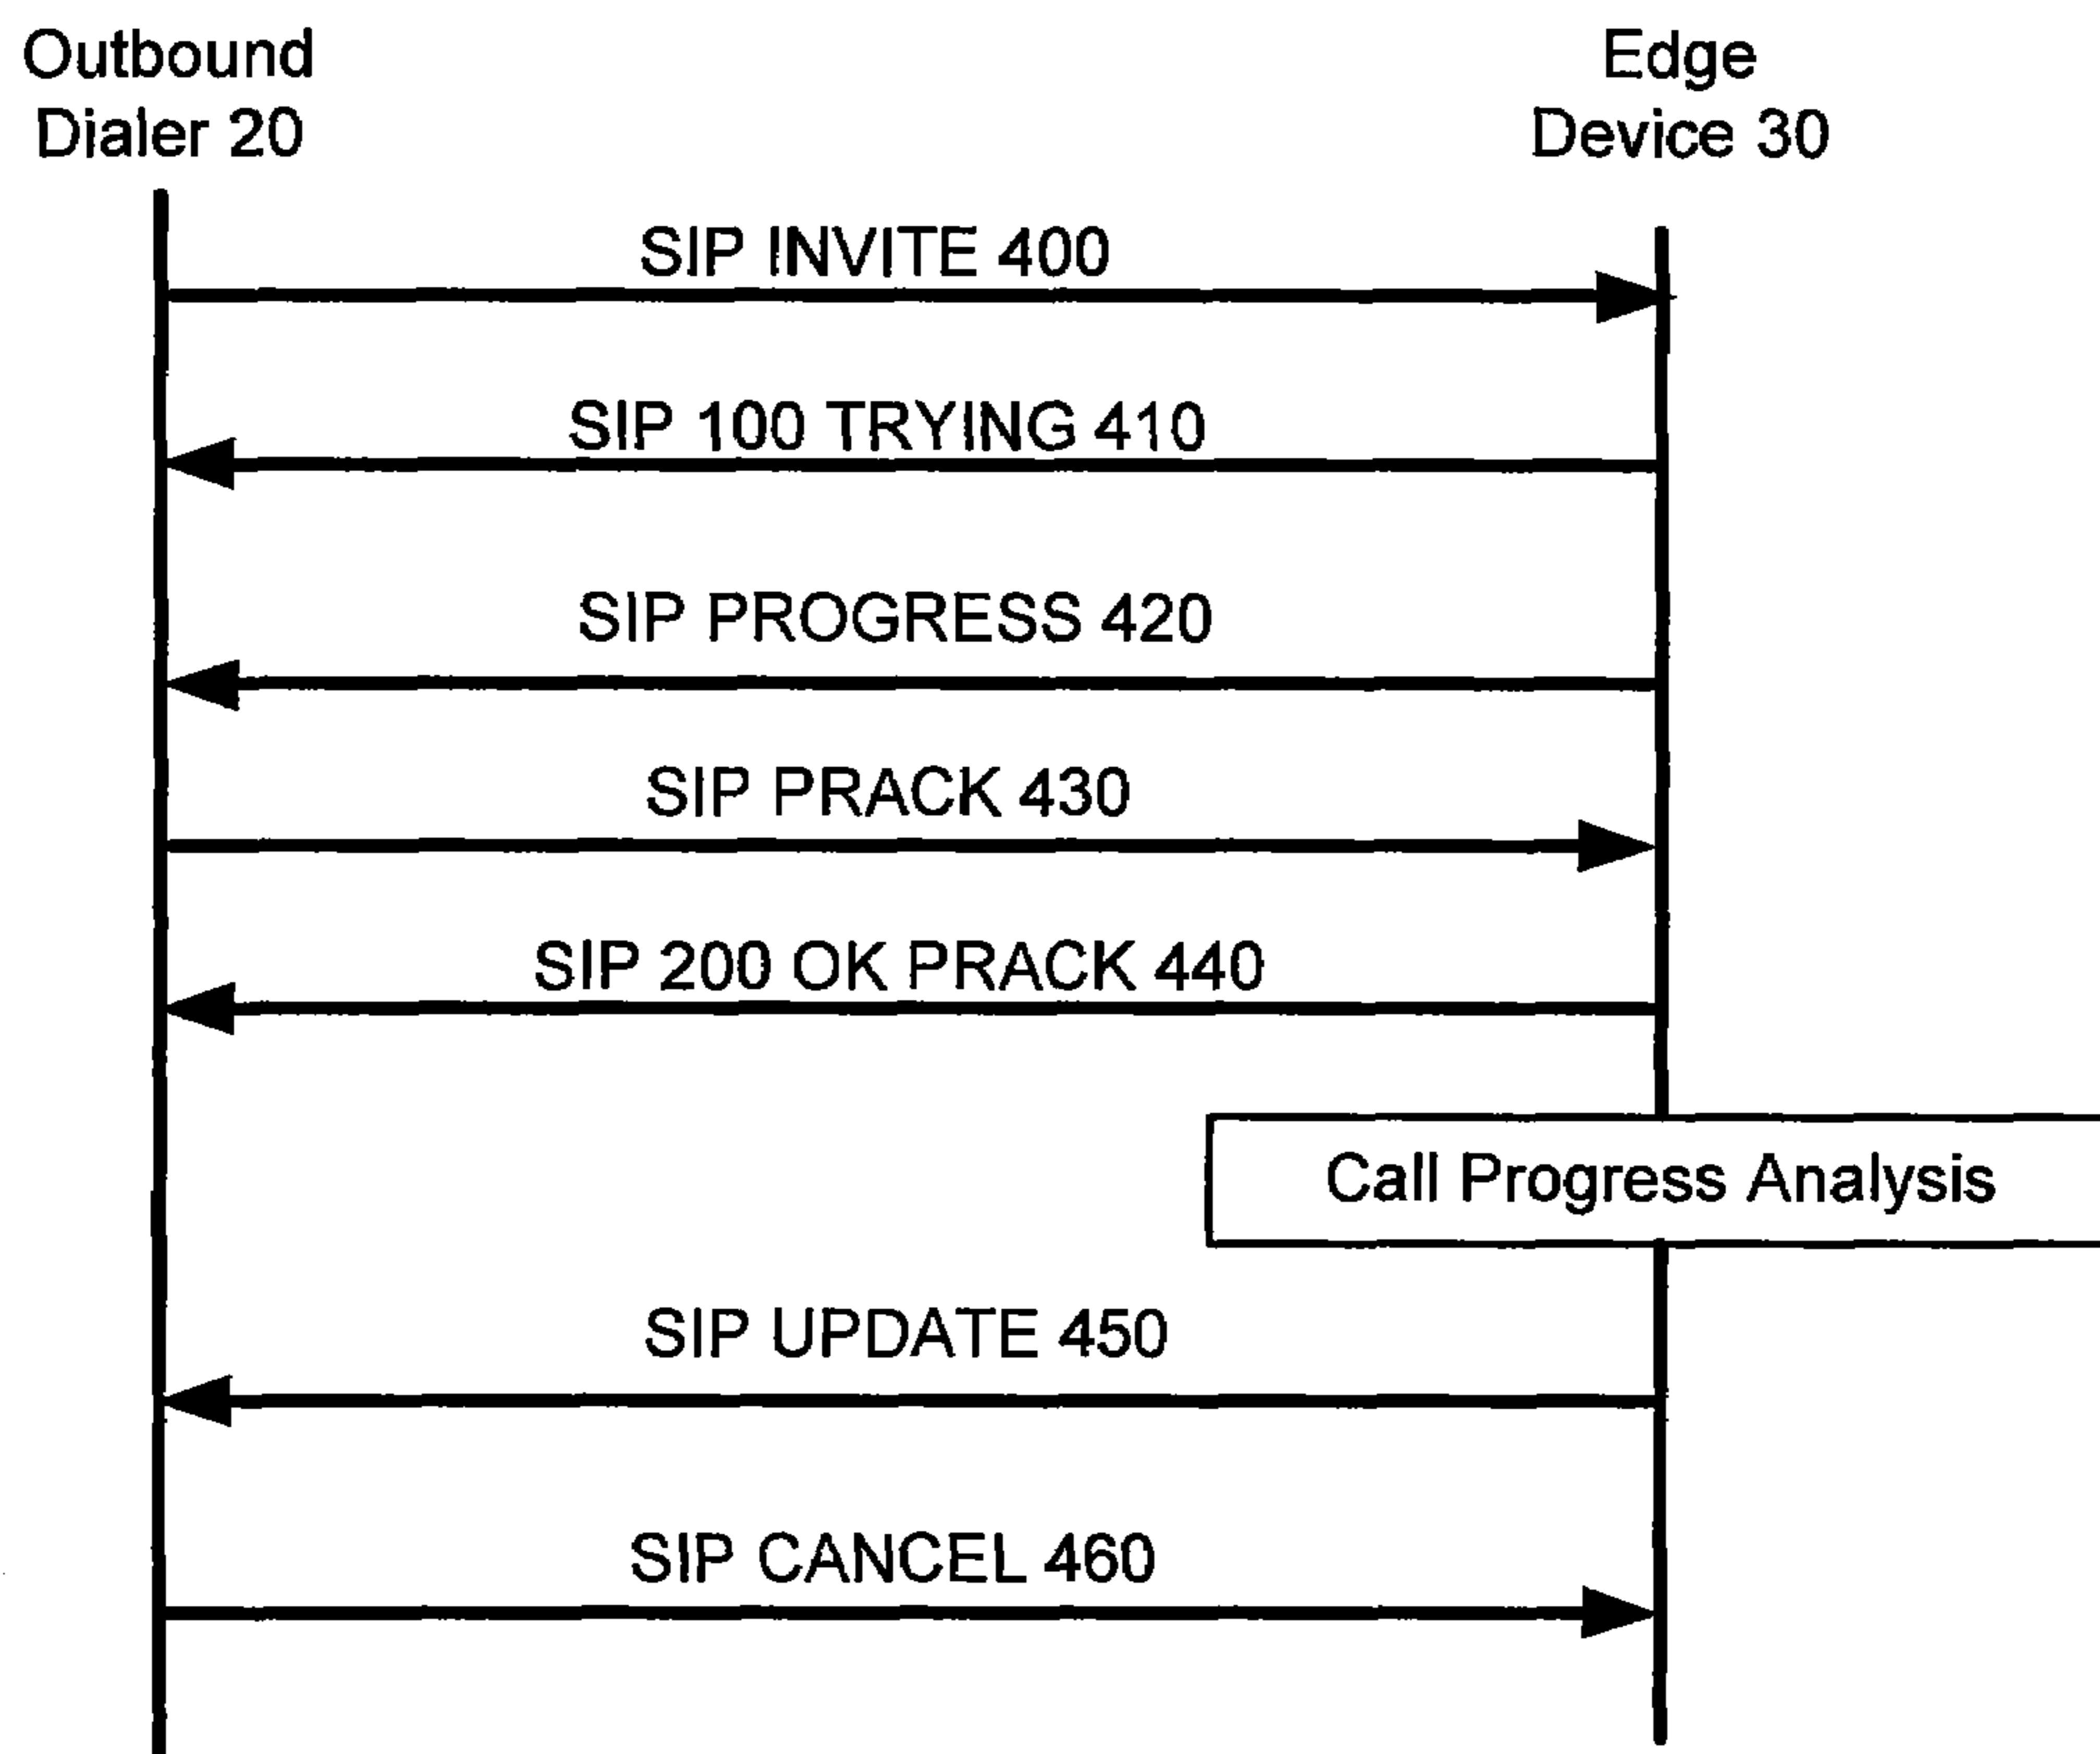 Outbound
Dialer 20
Edge
Device 30
SIP INVITE 400
SIP 100 TRYING 410
SIP PROGRESS 420
SIP PRACK 430
SIP 200 OK PRACK 440
Call Progress Analysis
SIP UPDATE 450
SIP CANCEL 460